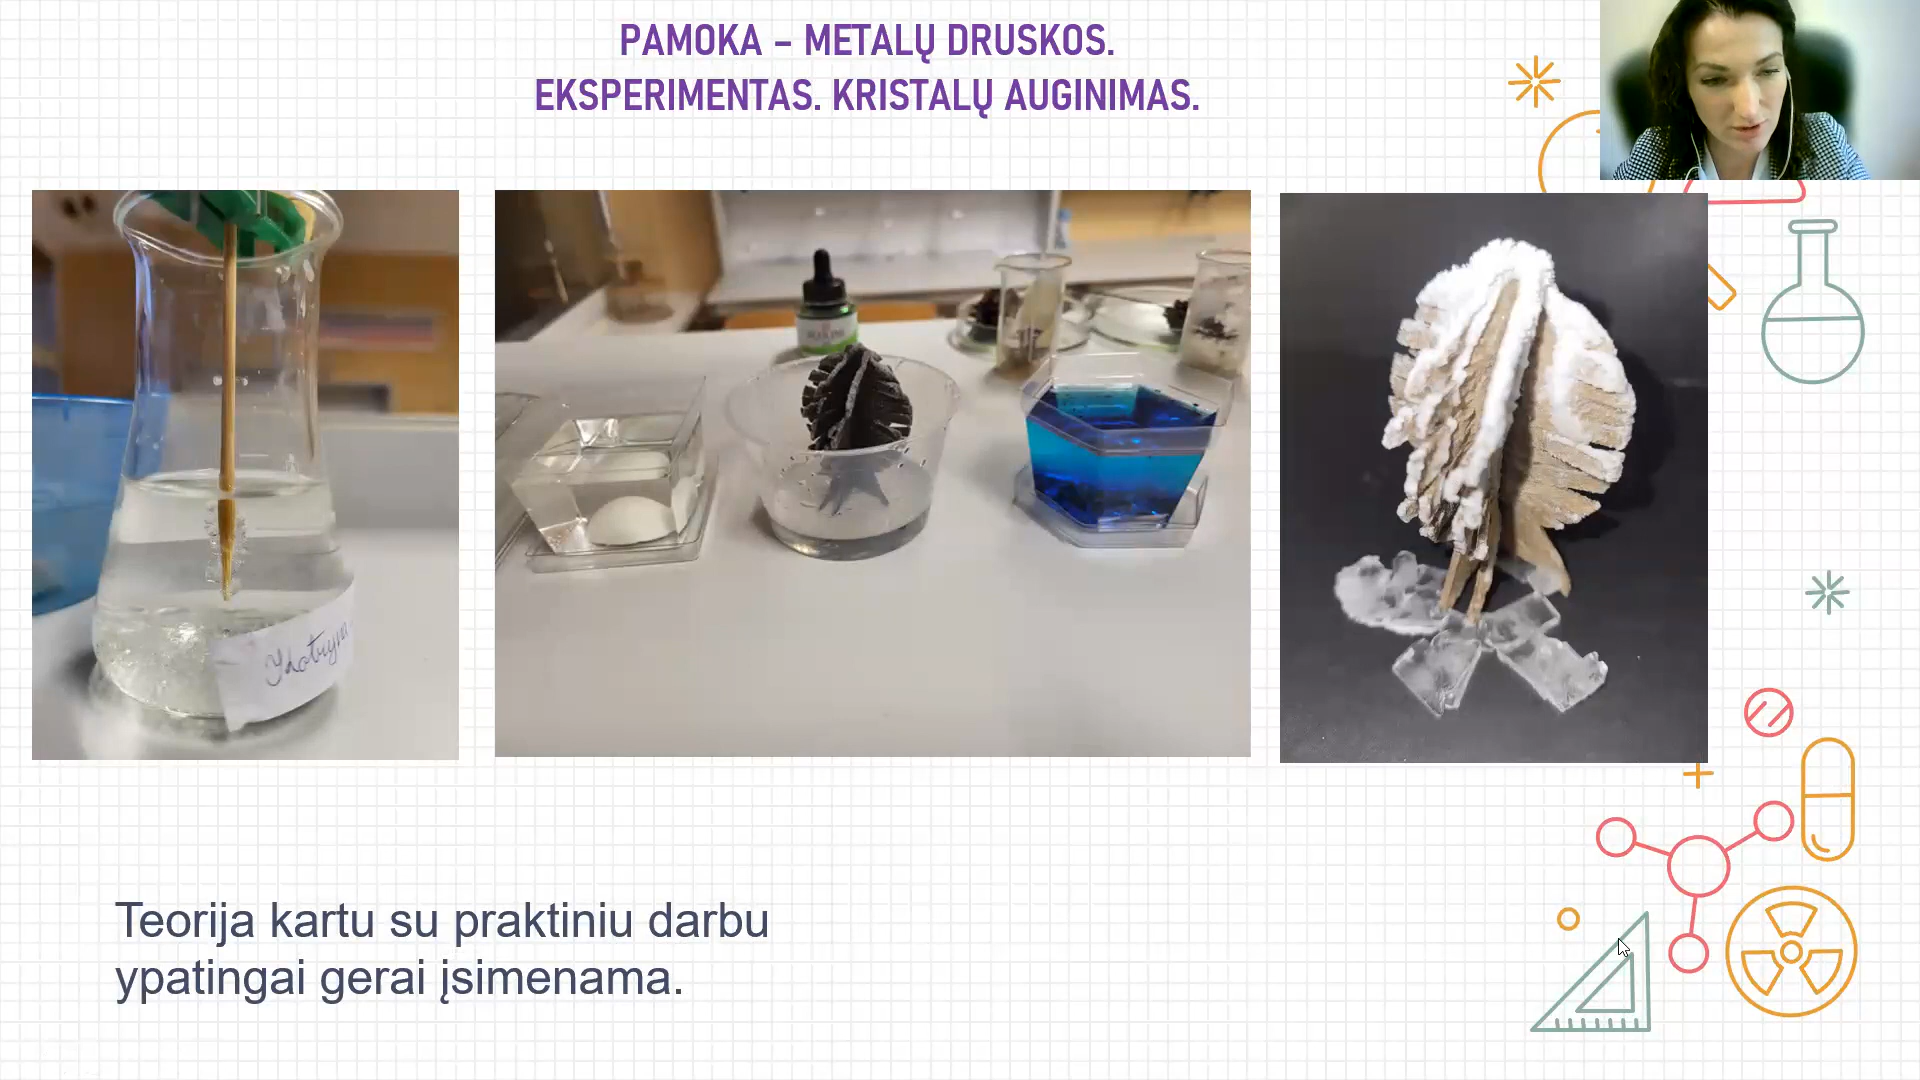 PAMOKA – METALŲ DRUSKOS.
EKSPERIMENTAS. KRISTALŲ AUGINIMAS.
Teorija kartu su praktiniu darbu
ypatingai gerai įsimenama.